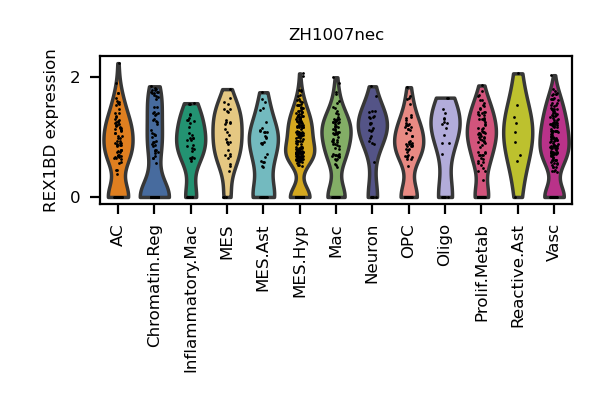 ZH1007nec
REX1BD expression
2
0
AC
Chromatin.Reg
Inflammatory.Mac
MES
MES.Ast
MES.Hyp
Mac
Neuron
OPC
Oligo
Prolif.Metab
Reactive.Ast
Vasc